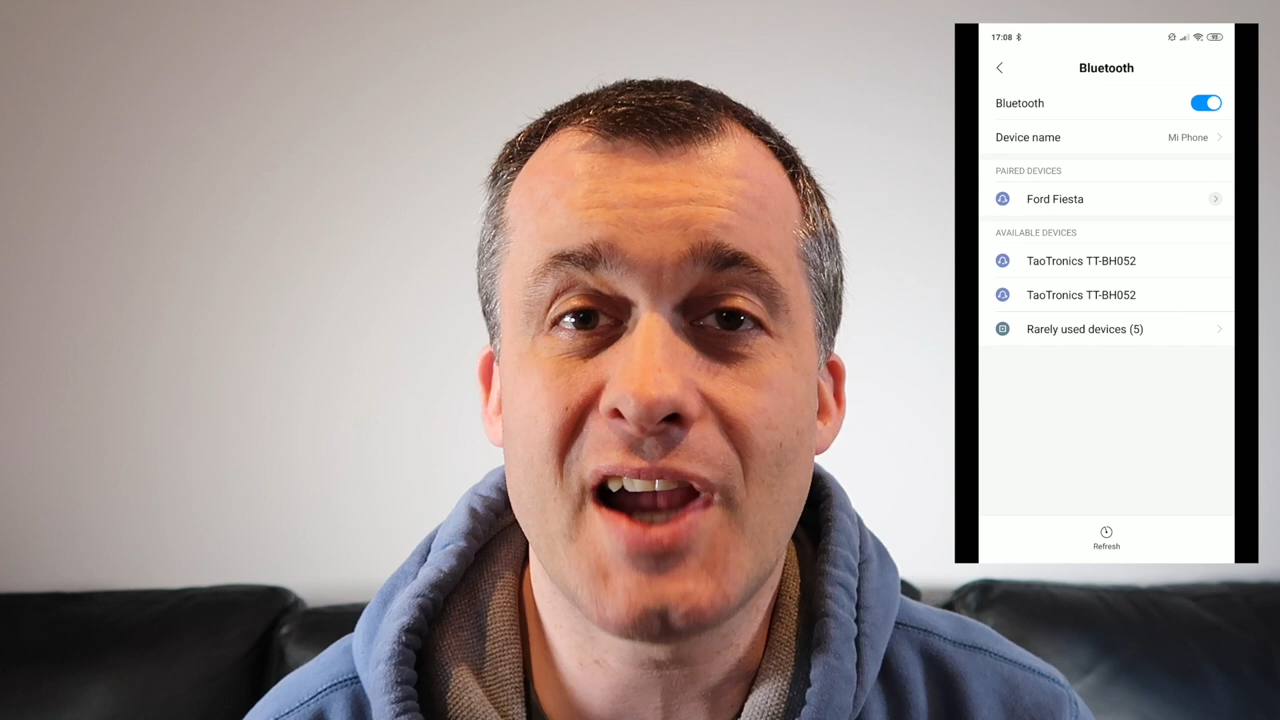 17:08
93
Bluetooth
Bluetooth
Device name
Mi Phone
PAIRED DEVICES
Ford Fiesta
AVAILABLE DEVICES
TaoTronics TT-BH052
TaoTronics TT-BH052
Rarely used devices (5)
Refresh